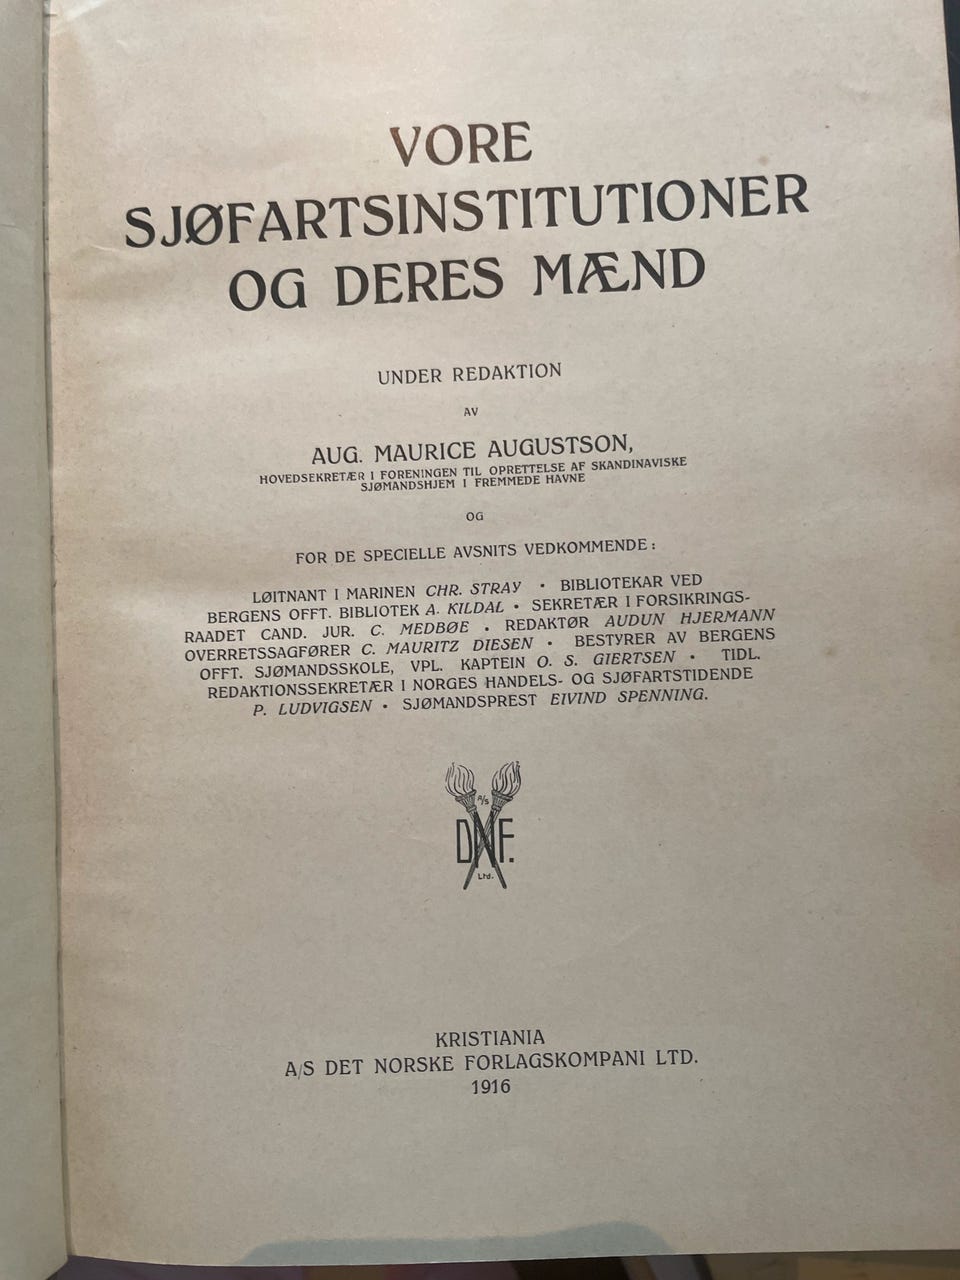 VORE
SJØFARTSINSTITUTIONER
OG DERES MÆND
UNDER REDAKTION
AV
AUG. MAURICE AUGUSTSON,
HOVEDSEKRETÆR I FORENINGEN TIL OPRETTELSE AF SKANDINAVISKE
SJØMANDSHJEM I FREMMEDE HAVNE
OG
FOR DE SPECIELLE AVSNITS VEDKOMMENDE:
LØITNANT I MARINEN CHR. STRAY • BIBLIOTEKAR VED
BERGENS OFFT. BIBLIOTEK A. KILDAL • SEKRETÆR I FORSIKRINGS-
RAADET CAND. JUR. C. MEDBØE • REDAKTØR AUDUN HJERMANN
OVERRETSSAGFØRER C. MAURITZ DIESEN • BESTYRER AV BERGENS
OFFT. SJØMANDSSKOLE, VPL. KAPTEIN O. S. GIERTSEN • TIDL.
REDAKTIONSSEKRETÆR I NORGES HANDELS- OG SJØFARTSTIDENDE
P. LUDVIGSEN • SJØMANDSPREST EIVIND SPENNING.
A/S
DNF.
Ltd.
KRISTIANIA
A/S DET NORSKE FORLAGSKOMPANI LTD.
1916